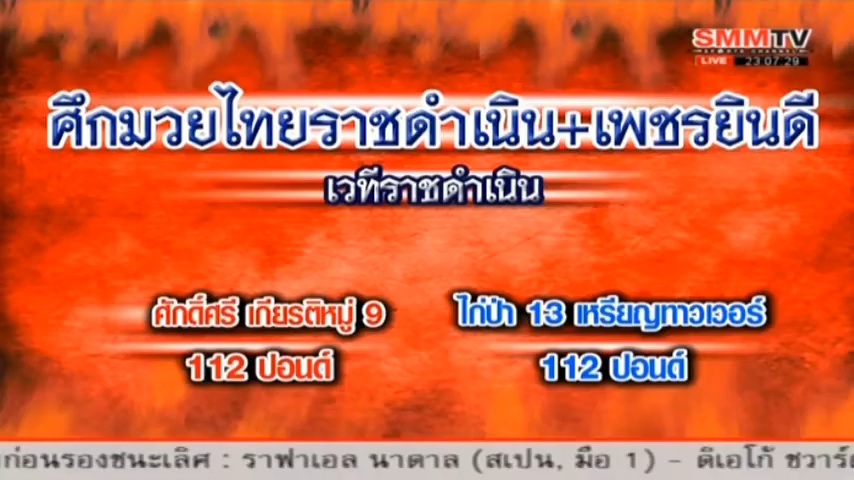 SMMTV
SPORTS CHANNEL
LIVE 23:07:29
ศึกมวยไทยราชดำเนิน+เพชรยินดี
เวทีราชดำเนิน
ศักดิ์ศรี เกียรติหมู่ 9
112 ปอนด์
ไก่ป่า 13 เหรียญทาวเวอร์
112 ปอนด์
ก่อนรองชนะเลิศ : ราฟาเอล นาดาล (สเปน, มือ 1) - ดิเอโก้